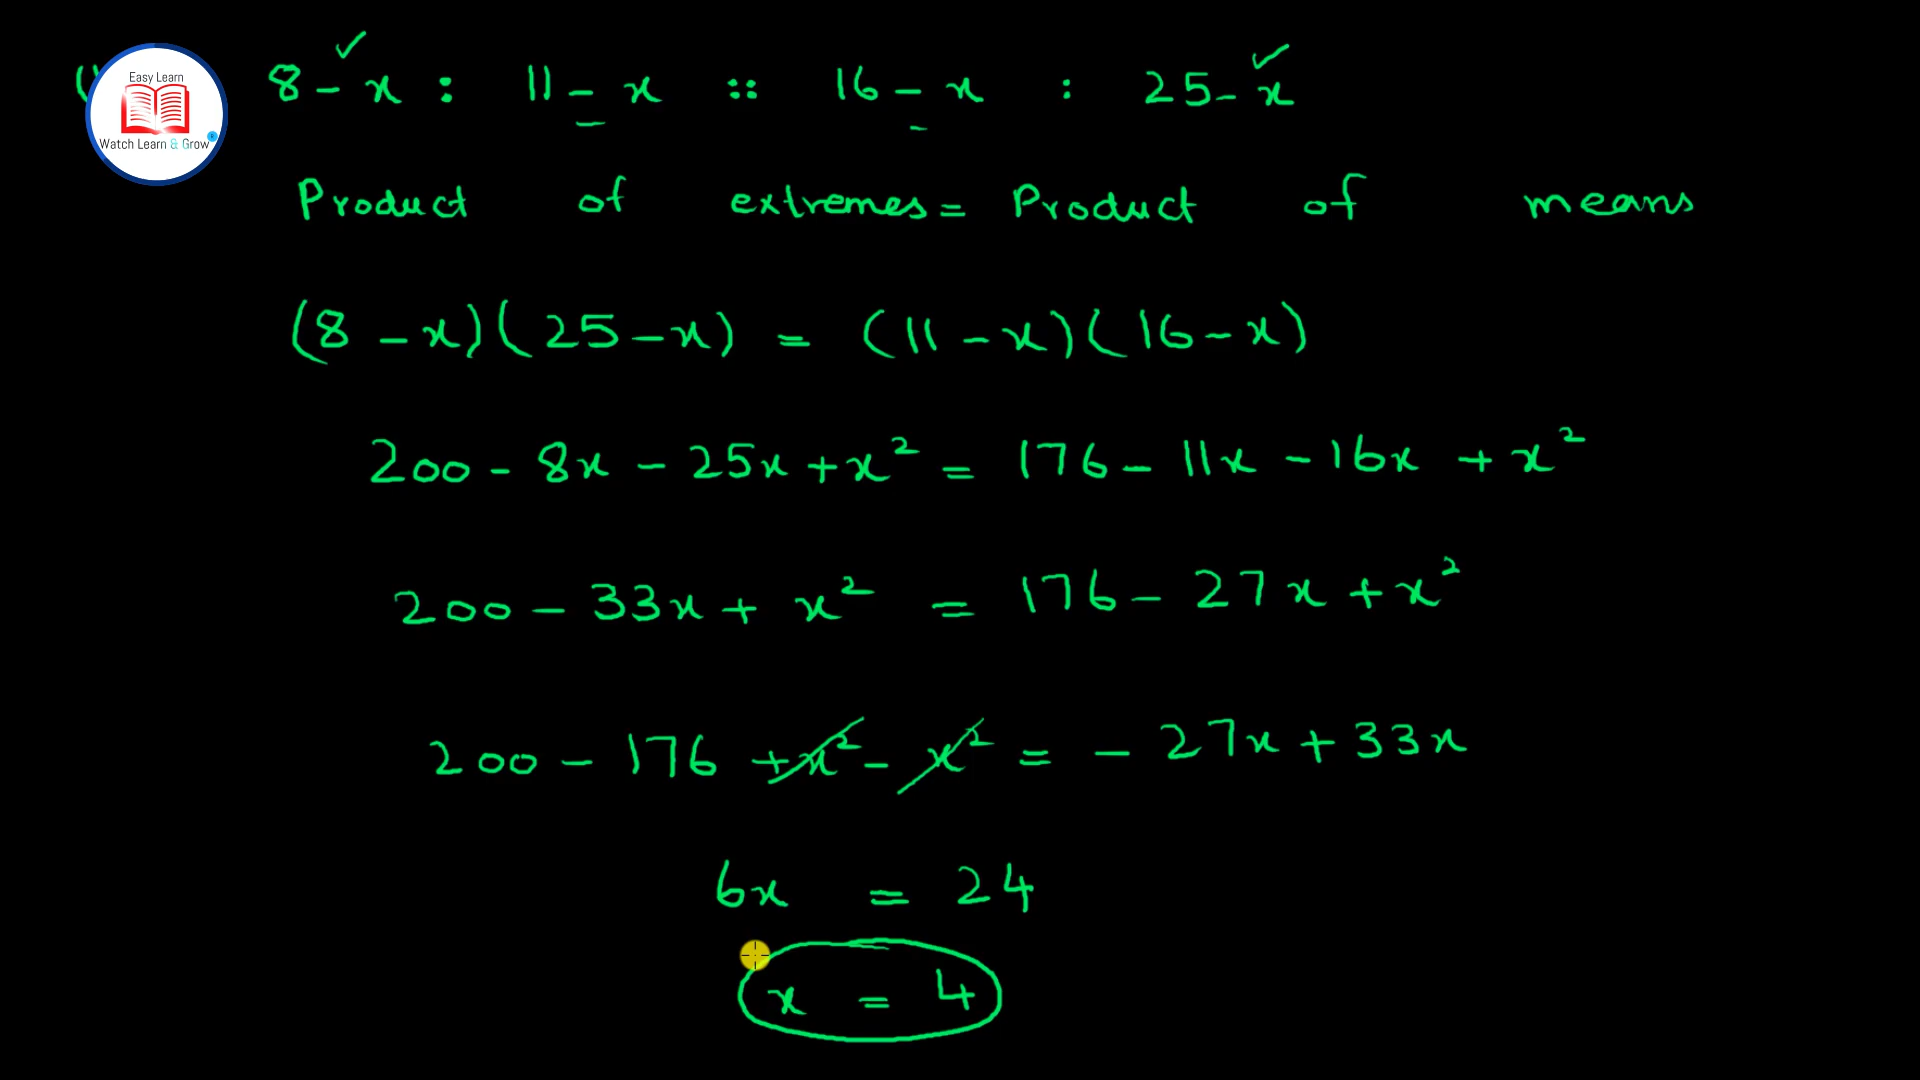 Easy Learn
Watch Learn & Grow
8 - x : 11 - x :: 16 - x : 25 - x
Product of extremes = Product of means
(8 - x)(25 - x) = (11 - x)(16 - x)
200 - 8x - 25x + x² = 176 - 11x - 16x + x²
200 - 33x + x² = 176 - 27x + x²
200 - 176 + x² - x² = - 27x + 33x
6x = 24
x = 4